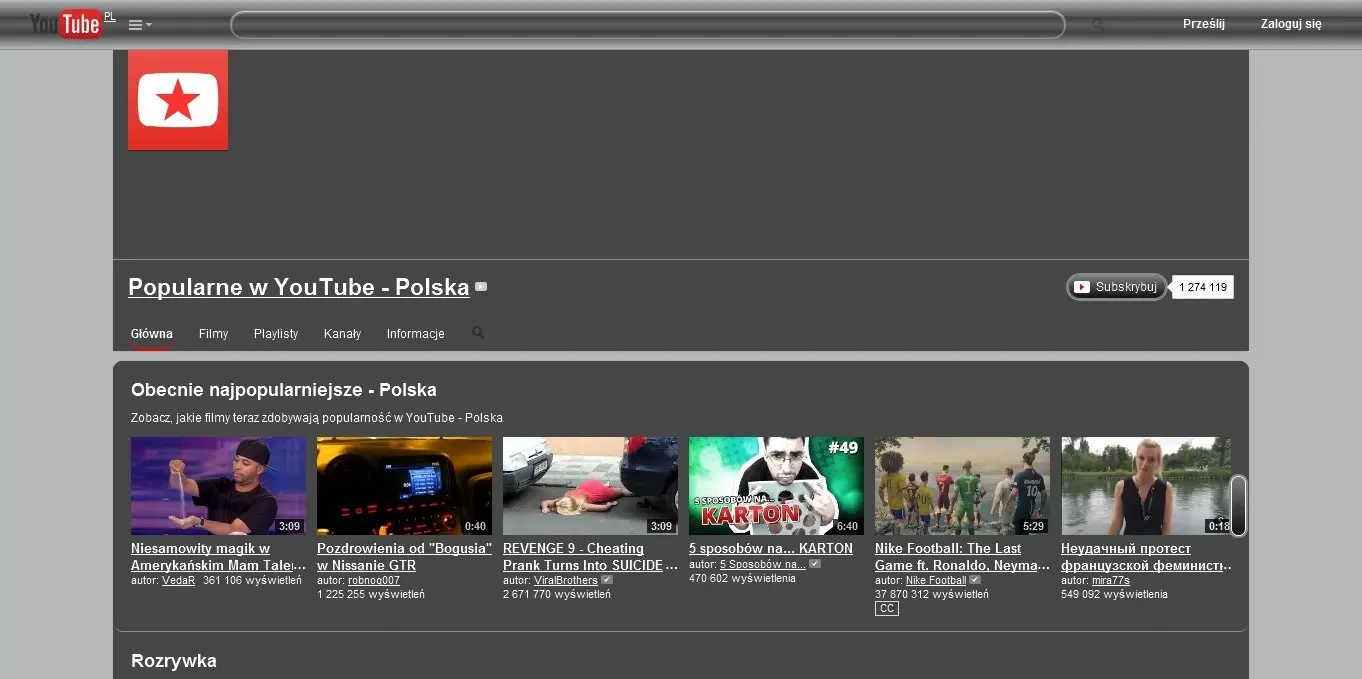 YouTube PL
Prześlij
Zaloguj się
Popularne w YouTube - Polska
Subskrybuj
1 274 119
Główna
Filmy
Playlisty
Kanały
Informacje
Obecnie najpopularniejsze - Polska
Zobacz, jakie filmy teraz zdobywają popularność w YouTube - Polska
3:09
0:40
3:09
#49
5 SPOSOBÓW NA...
KARTON
6:40
10
5:29
0:18
Niesamowity magik w
Amerykańskim Mam Talen...
autor: VedaR 361 106 wyświetleń
Pozdrowienia od "Bogusia"
w Nissanie GTR
autor: robnoq007
1 225 255 wyświetleń
REVENGE 9 - Cheating
Prank Turns Into SUICIDE ...
autor: ViralBrothers
2 671 770 wyświetleń
5 sposobów na... KARTON
autor: 5 Sposobów na...
470 602 wyświetlenia
Nike Football: The Last
Game ft. Ronaldo, Neyma...
autor: Nike Football
37 870 312 wyświetleń
CC
Неудачный протест
французской феминисть...
autor: mira77s
549 092 wyświetlenia
Rozrywka